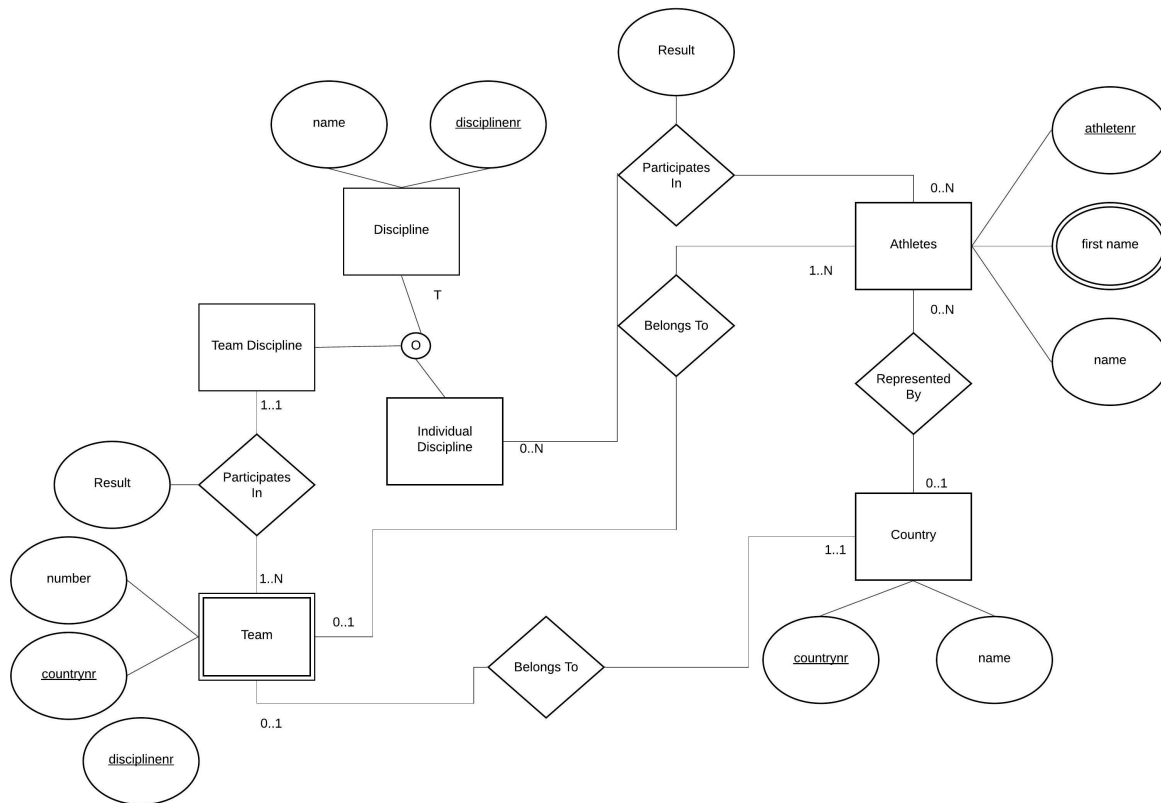 Result
name
disciplinenr
athletenr
Participates
In
0..N
Discipline
Athletes
first name
1..N
T
0..N
Belongs To
Team Discipline
O
name
Represented
By
1..1
Individual
Discipline
0..N
Result
Participates
In
0..1
Country
1..1
number
1..N
Team
0..1
countrynr
Belongs To
countrynr
name
0..1
disciplinenr